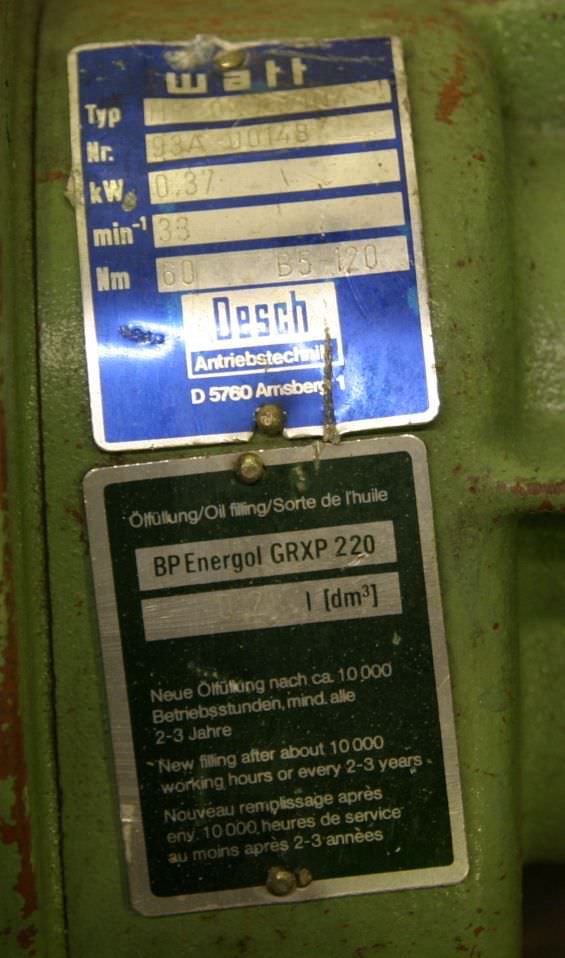 watt
Typ
Nr. 93A 00148
kW 0.37
min-1 33
Nm 60 B5-120
Desch
Antriebstechnik
D 5760 Arnsberg 1
Ölfüllung/Oil filling/Sorte de l'huile
BP Energol GRXP 220
l [dm³]
Neue Ölfüllung nach ca. 10 000
Betriebsstunden, mind. alle
2-3 Jahre
New filling after about 10 000
working hours or every 2-3 years
Nouveau remplissage après
env. 10 000, heures de service
au moins après 2-3 annèes